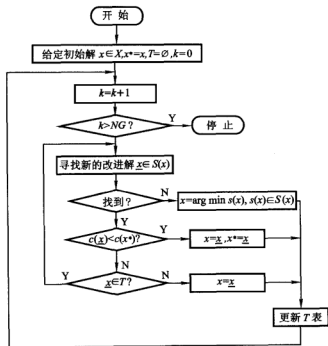 开始
给定初始解 x∈X,x*=x,T=∅,k=0
k=k+1
k>NG?
Y
停止
寻找新的改进解x∈S(x)
找到?
N
x=arg min s(x), s(x)∈S(x)
Y
c(x)<c(x*)?
Y
x=x,x*=x
N
Y
x∈T?
N
x=x
更新 T 表